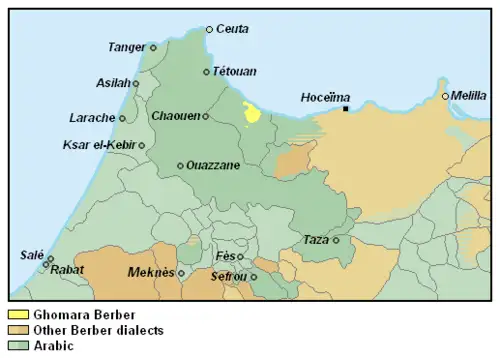 Ceuta
Tanger
Tétouan
Asilah
Hoceïma
Melilla
Larache
Chaouen
Ksar el-Kebir
Ouazzane
Taza
Salé
Fès
Rabat
Meknès
Sefrou
Ghomara Berber
Other Berber dialects
Arabic